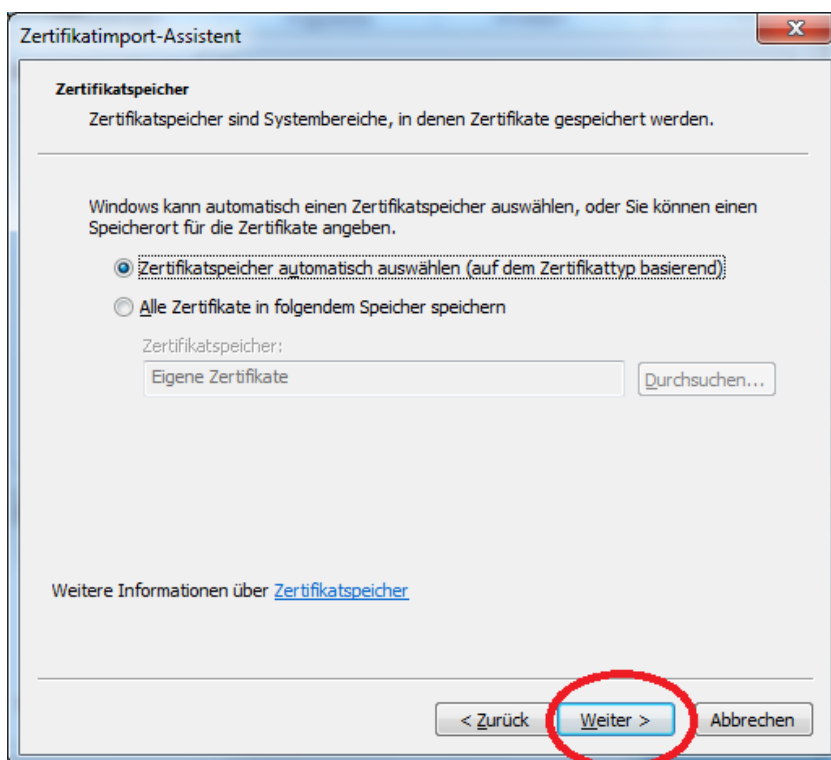 Zertifikatimport-Assistent
X
Zertifikatspeicher
Zertifikatspeicher sind Systembereiche, in denen Zertifikate gespeichert werden.
Windows kann automatisch einen Zertifikatspeicher auswählen, oder Sie können einen
Speicherort für die Zertifikate angeben.
Zertifikatspeicher automatisch auswählen (auf dem Zertifikattyp basierend)
Alle Zertifikate in folgendem Speicher speichern
Zertifikatspeicher:
Eigene Zertifikate
Durchsuchen...
Weitere Informationen über Zertifikatspeicher
< Zurück Weiter > Abbrechen